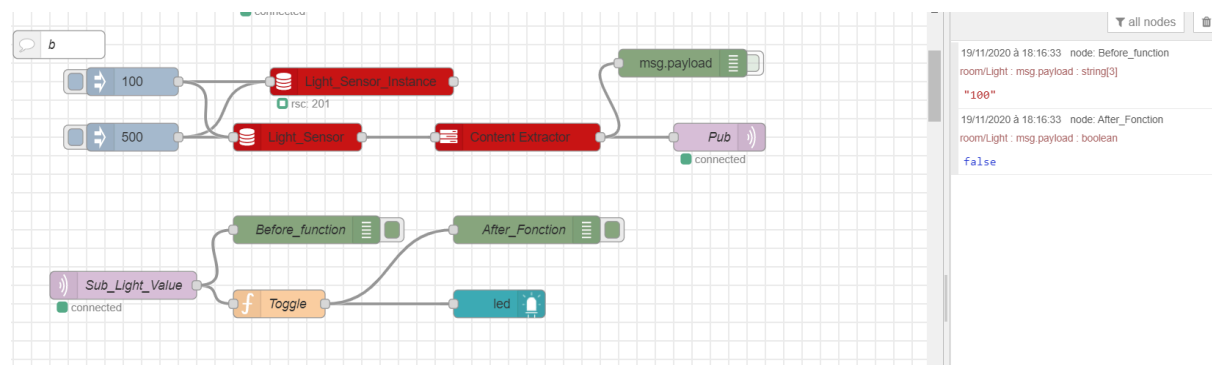 connected
all nodes
b
100
Light_Sensor_Instance
rsc: 201
msg.payload
500
Light_Sensor
Content Extractor
Pub
connected
Before_function
After_Fonction
Sub_Light_Value
connected
Toggle
led
19/11/2020 à 18:16:33 node: Before_function
room/Light : msg.payload : string[3]
"100"
19/11/2020 à 18:16:33 node: After_Fonction
room/Light : msg.payload : boolean
false